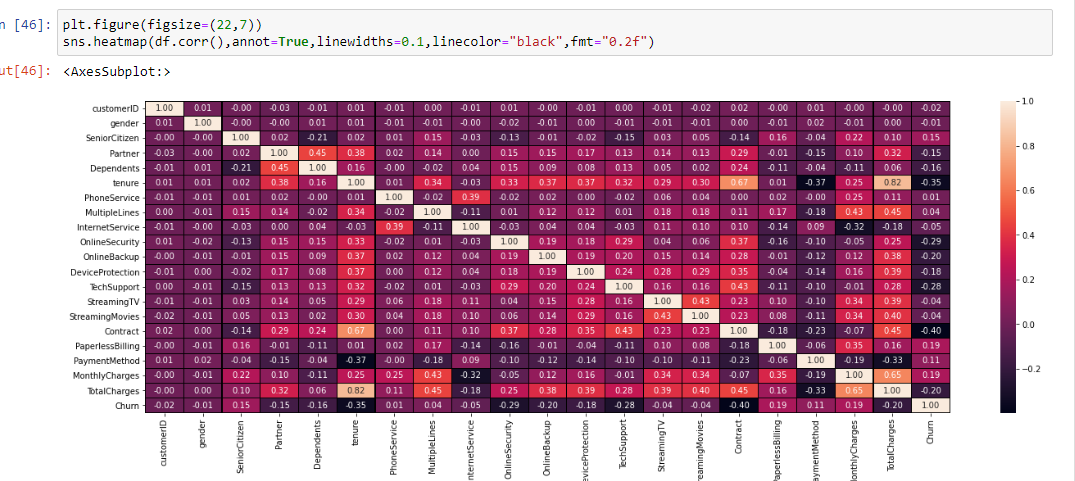 n [46]:
plt.figure(figsize=(22,7))
sns.heatmap(df.corr(),annot=True,linewidths=0.1,linecolor="black",fmt="0.2f")
ut[46]: <AxesSubplot:>
customerID 1.00 0.01 -0.00 -0.03 -0.01 0.01 -0.01 0.00 -0.01 0.01 -0.00 -0.01 0.00 -0.01 -0.02 0.02 -0.00 0.01 -0.00 -0.00 -0.02
gender 0.01 1.00 -0.00 -0.00 0.01 0.01 -0.01 -0.01 -0.00 -0.02 -0.01 0.00 -0.01 -0.01 -0.01 0.00 -0.01 0.02 -0.01 0.00 -0.01
SeniorCitizen -0.00 -0.00 1.00 0.02 -0.21 0.02 0.01 0.15 -0.03 -0.13 -0.01 -0.02 -0.15 0.03 0.05 -0.14 0.16 -0.04 0.22 0.10 0.15
Partner -0.03 -0.00 0.02 1.00 0.45 0.38 0.02 0.14 0.00 0.15 0.15 0.17 0.13 0.14 0.13 0.29 -0.01 -0.15 0.10 0.32 -0.15
Dependents -0.01 0.01 -0.21 0.45 1.00 0.16 -0.00 -0.02 0.04 0.15 0.09 0.08 0.13 0.05 0.02 0.24 -0.11 -0.04 -0.11 0.06 -0.16
tenure 0.01 0.01 0.02 0.38 0.16 1.00 0.01 0.34 -0.03 0.33 0.37 0.37 0.32 0.29 0.30 0.67 0.01 -0.37 0.25 0.82 -0.35
PhoneService -0.01 -0.01 0.01 0.02 -0.00 0.01 1.00 -0.02 0.39 -0.02 0.02 0.00 -0.02 0.06 0.04 0.00 0.02 -0.00 0.25 0.11 0.01
MultipleLines 0.00 -0.01 0.15 0.14 -0.02 0.34 -0.02 1.00 -0.11 0.01 0.12 0.12 0.01 0.18 0.18 0.11 0.17 -0.18 0.43 0.45 0.04
InternetService -0.01 -0.00 -0.03 0.00 0.04 -0.03 0.39 -0.11 1.00 -0.03 0.04 0.04 -0.03 0.11 0.10 0.10 -0.14 0.09 -0.32 -0.18 -0.05
OnlineSecurity 0.01 -0.02 -0.13 0.15 0.15 0.33 -0.02 0.01 -0.03 1.00 0.19 0.18 0.29 0.04 0.06 0.37 -0.16 -0.10 -0.05 0.25 -0.29
OnlineBackup -0.00 -0.01 -0.01 0.15 0.09 0.37 0.02 0.12 0.04 0.19 1.00 0.19 0.20 0.15 0.14 0.28 -0.01 -0.12 0.12 0.38 -0.20
DeviceProtection -0.01 0.00 -0.02 0.17 0.08 0.37 0.00 0.12 0.04 0.18 0.19 1.00 0.24 0.28 0.29 0.35 -0.04 -0.14 0.16 0.39 -0.18
TechSupport 0.00 -0.01 -0.15 0.13 0.13 0.32 -0.02 0.01 -0.03 0.29 0.20 0.24 1.00 0.16 0.16 0.43 -0.11 -0.10 -0.01 0.28 -0.28
StreamingTV -0.01 -0.01 0.03 0.14 0.05 0.29 0.06 0.18 0.11 0.04 0.15 0.28 0.16 1.00 0.43 0.23 0.10 -0.10 0.34 0.39 -0.04
StreamingMovies -0.02 -0.01 0.05 0.13 0.02 0.30 0.04 0.18 0.10 0.06 0.14 0.29 0.16 0.43 1.00 0.23 0.08 -0.11 0.34 0.40 -0.04
Contract 0.02 0.00 -0.14 0.29 0.24 0.67 0.00 0.11 0.10 0.37 0.28 0.35 0.43 0.23 0.23 1.00 -0.18 -0.23 -0.07 0.45 -0.40
PaperlessBilling -0.00 -0.01 0.16 -0.01 -0.11 0.01 0.02 0.17 -0.14 -0.16 -0.01 -0.04 -0.11 0.10 0.08 -0.18 1.00 -0.06 0.35 0.16 0.19
PaymentMethod 0.01 0.02 -0.04 -0.15 -0.04 -0.37 -0.00 -0.18 0.09 -0.10 -0.12 -0.14 -0.10 -0.10 -0.11 -0.23 -0.06 1.00 -0.19 -0.33 0.11
MonthlyCharges -0.00 -0.01 0.22 0.10 -0.11 0.25 0.25 0.43 -0.32 -0.05 0.12 0.16 -0.01 0.34 0.34 -0.07 0.35 -0.19 1.00 0.65 0.19
TotalCharges -0.00 0.00 0.10 0.32 0.06 0.82 0.11 0.45 -0.18 0.25 0.38 0.39 0.28 0.39 0.40 0.45 0.16 -0.33 0.65 1.00 -0.20
Churn -0.02 -0.01 0.15 -0.15 -0.16 -0.35 0.01 0.04 -0.05 -0.29 -0.20 -0.18 -0.28 -0.04 -0.04 -0.40 0.19 0.11 0.19 -0.20 1.00
customerID
gender
SeniorCitizen
Partner
Dependents
tenure
PhoneService
MultipleLines
nternetService
OnlineSecurity
OnlineBackup
eviceProtection
TechSupport
StreamingTV
reamingMovies
Contract
PaperlessBilling
aymentMethod
onthlyCharges
TotalCharges
Churn
1.0
0.8
0.6
0.4
0.2
0.0
−0.2